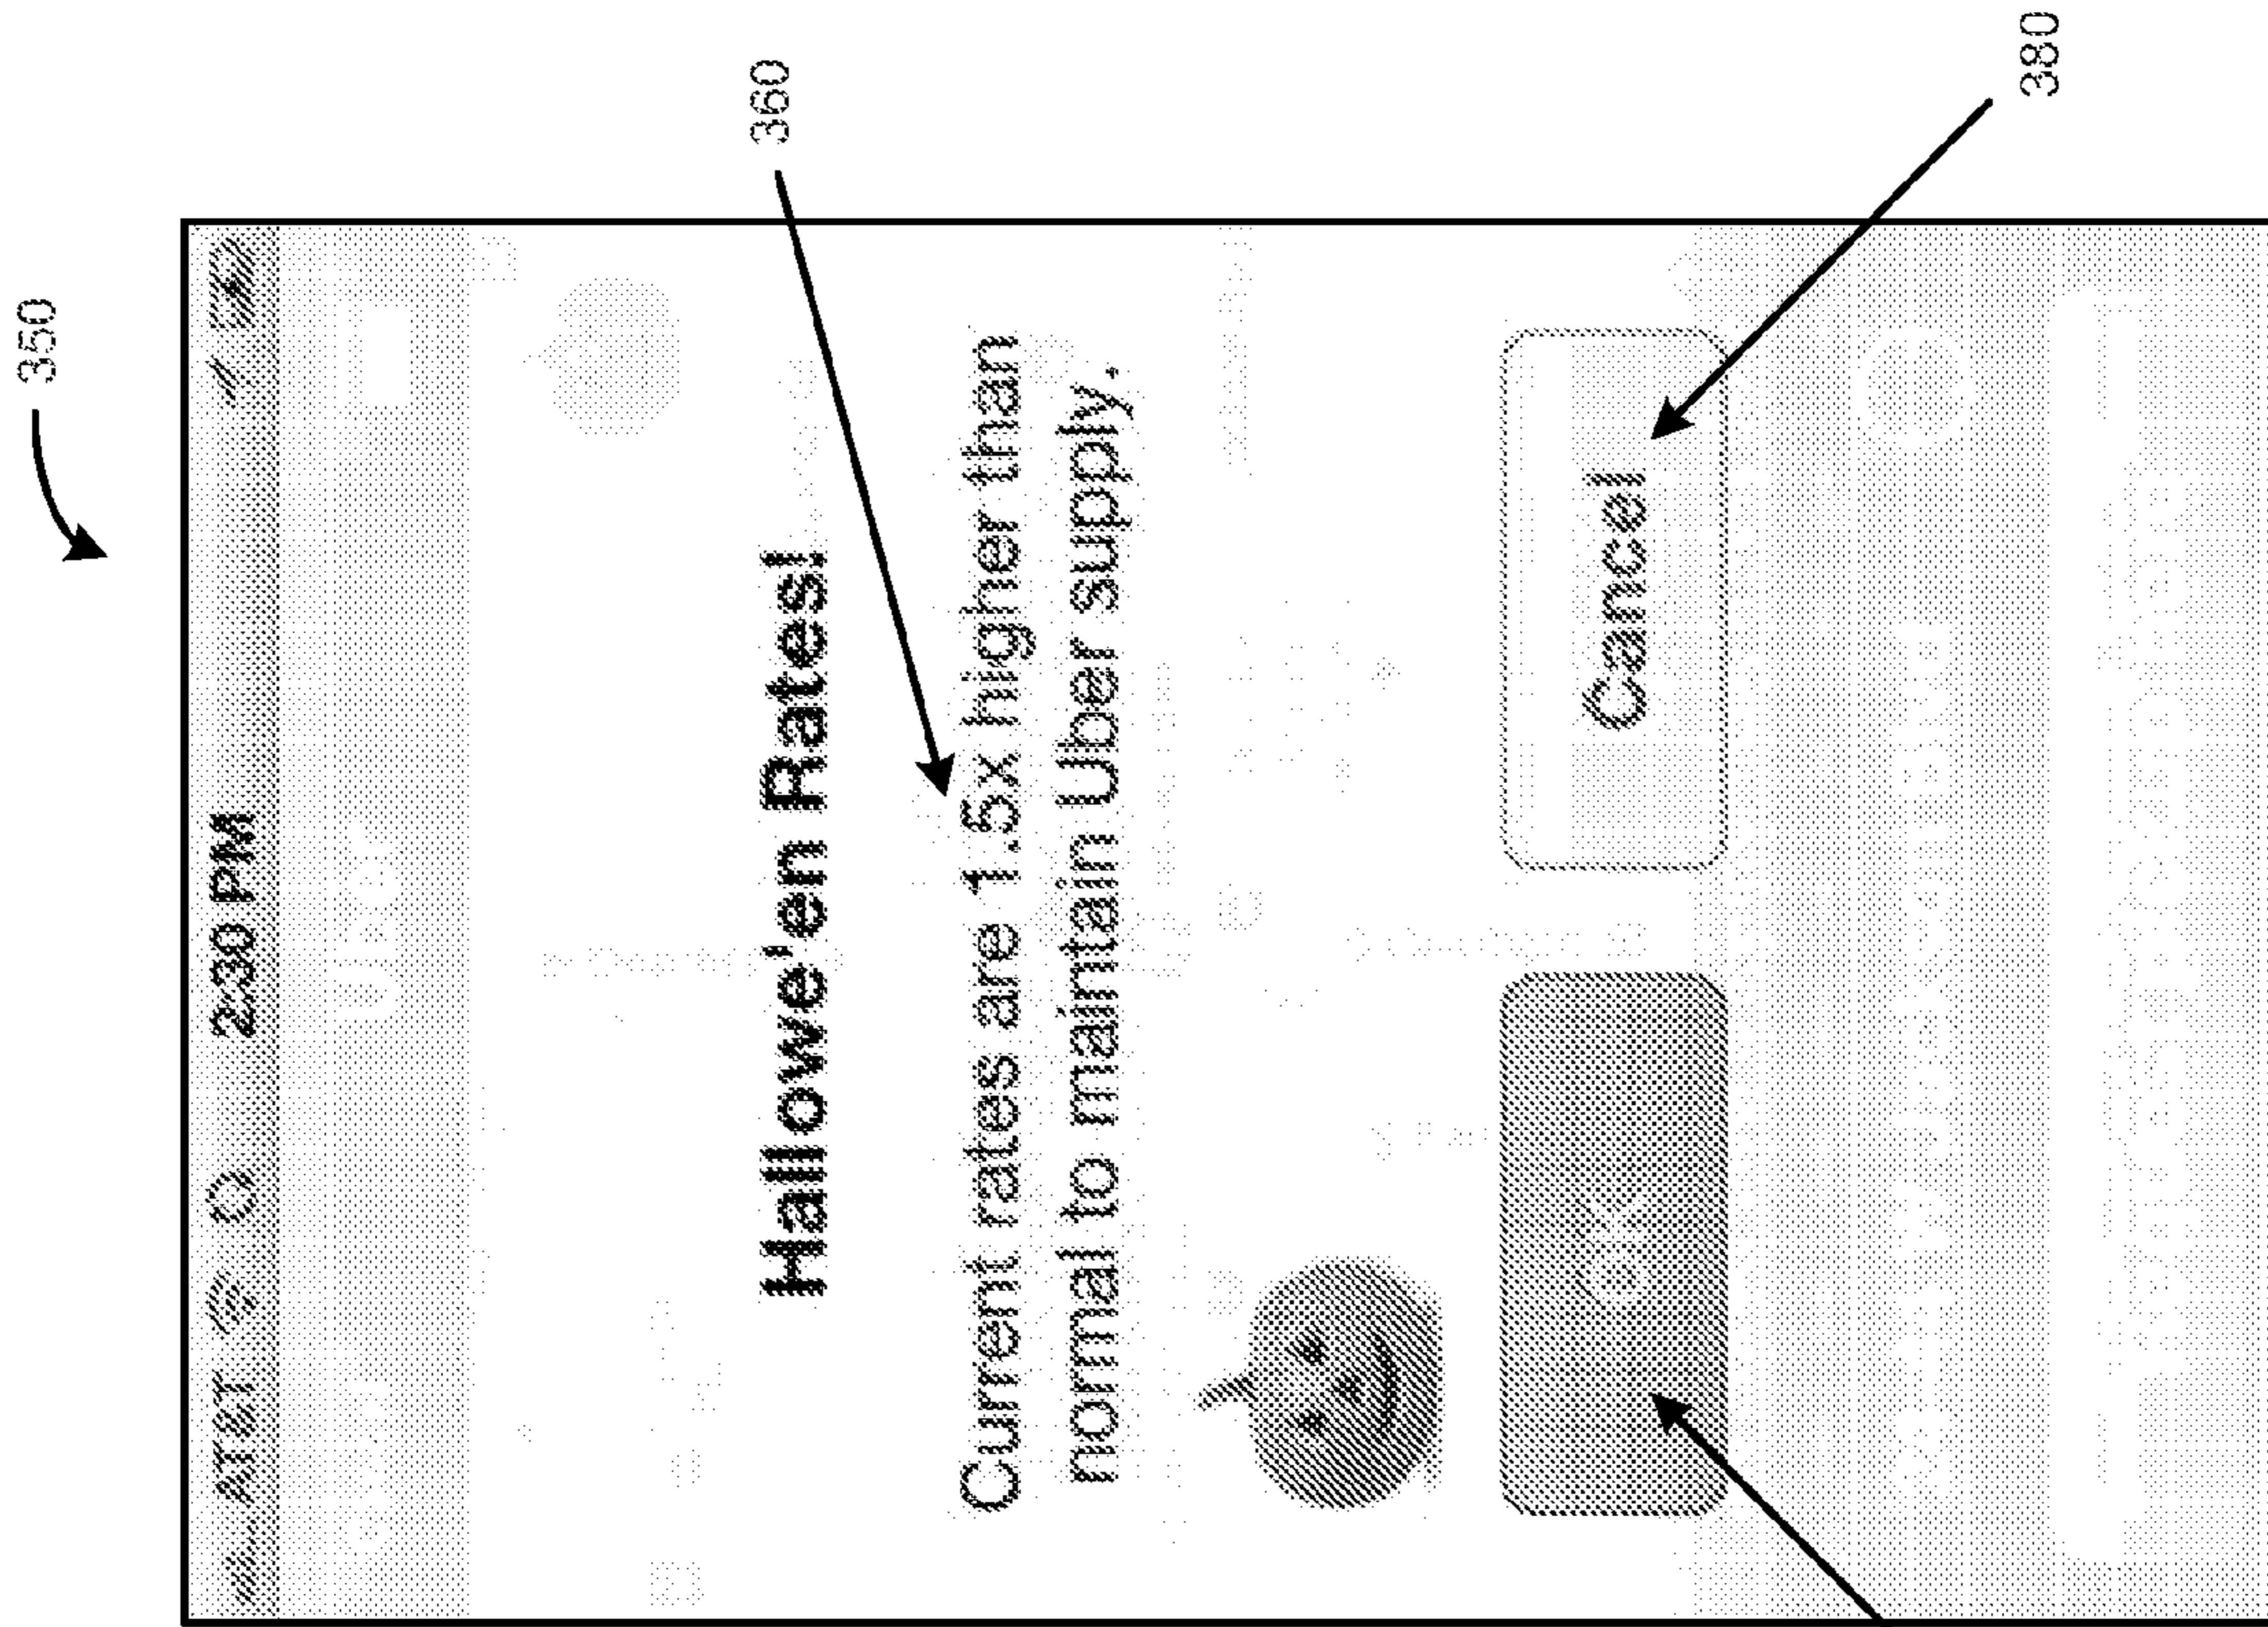 350
AT&T 2:30 PM
Hallowe'en Rates!
360
Current rates are 1.5x higher than
normal to maintain Uber supply.
OK
Cancel
380